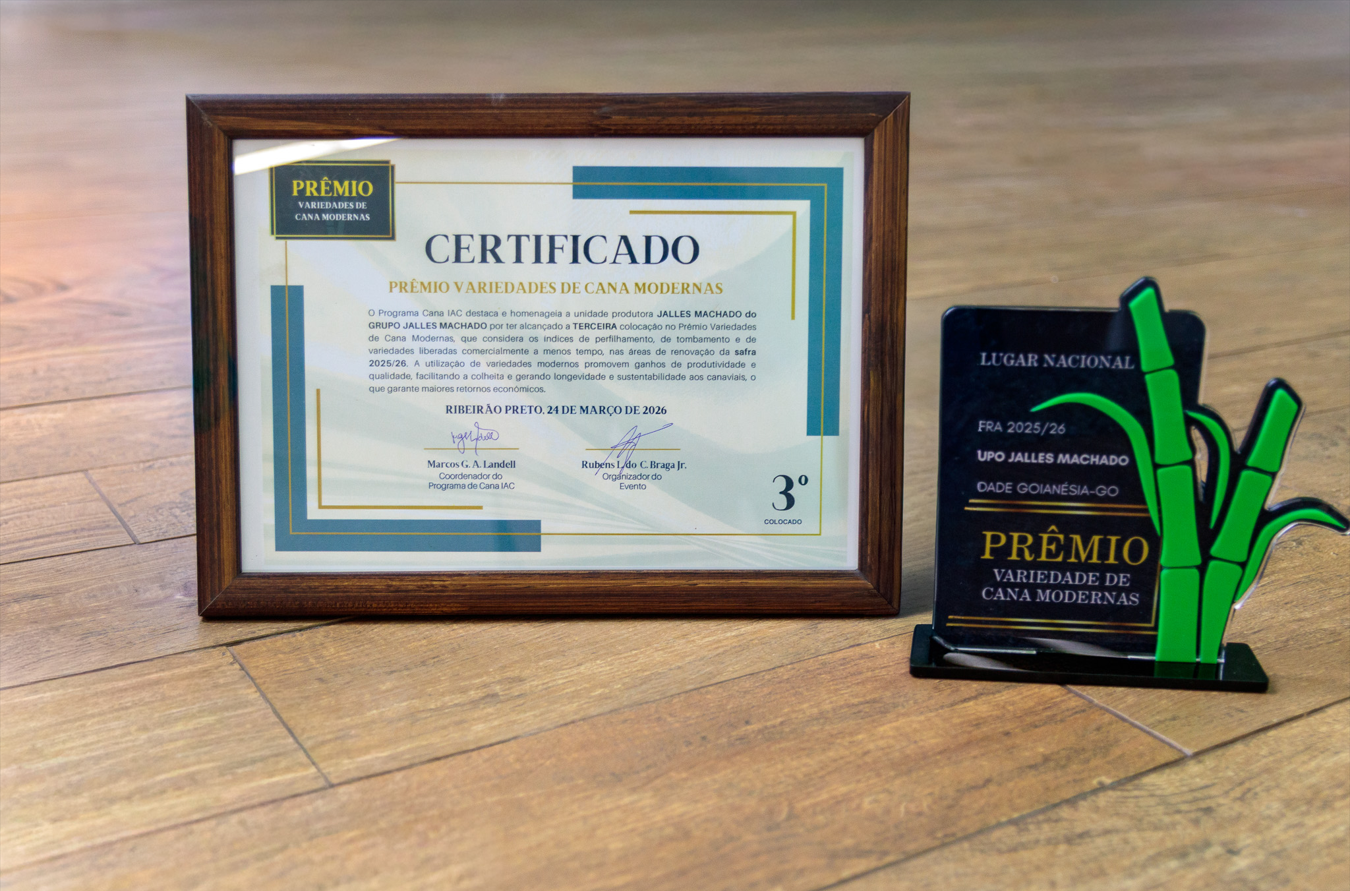 PRÊMIO
VARIEDADES DE
CANA MODERNAS
CERTIFICADO
PRÊMIO VARIEDADES DE CANA MODERNAS
O Programa Cana IAC destaca e homenageia a unidade produtora JALLES MACHADO do
GRUPO JALLES MACHADO por ter alcançado a TERCEIRA colocação no Prêmio Variedades
de Cana Modernas, que considera os índices de perfilhamento, de tombamento e de
variedades liberadas comercialmente a menos tempo, nas áreas de renovação da safra
2025/26. A utilização de variedades modernos promovem ganhos de produtividade e
qualidade, facilitando a colheita e gerando longevidade e sustentabilidade aos canaviais, o
que garante maiores retornos econômicos.
RIBEIRÃO PRETO, 24 DE MARÇO DE 2026
Marcos G. A. Landell
Coordenador do
Programa de Cana IAC
Rubens L. do C. Braga Jr.
Organizador do
Evento
3º
COLOCADO
LUGAR NACIONAL
FRA 2025/26
UPO JALLES MACHADO
DADE GOIANÉSIA-GO
PRÊMIO
VARIEDADE DE
CANA MODERNAS